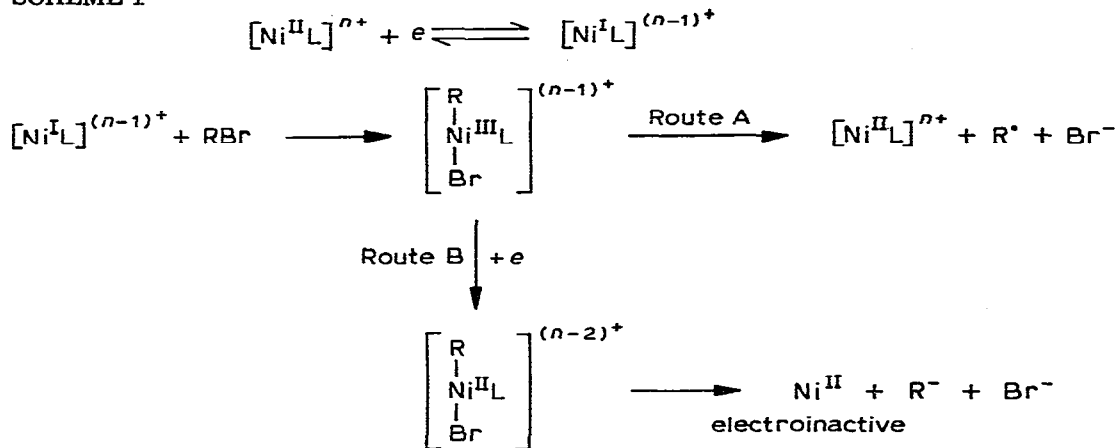 SCHEME 1
[Ni^II L]^n+ + e ⇌ [Ni^I L]^(n-1)+
[Ni^I L]^(n-1)+ + RBr ⟶ [R–Ni^III L–Br]^(n-1)+ Route A ⟶ [Ni^II L]^n+ + R• + Br^-
Route B + e
[R–Ni^II L–Br]^(n-2)+ ⟶ Ni^II + R^- + Br^-
electroinactive